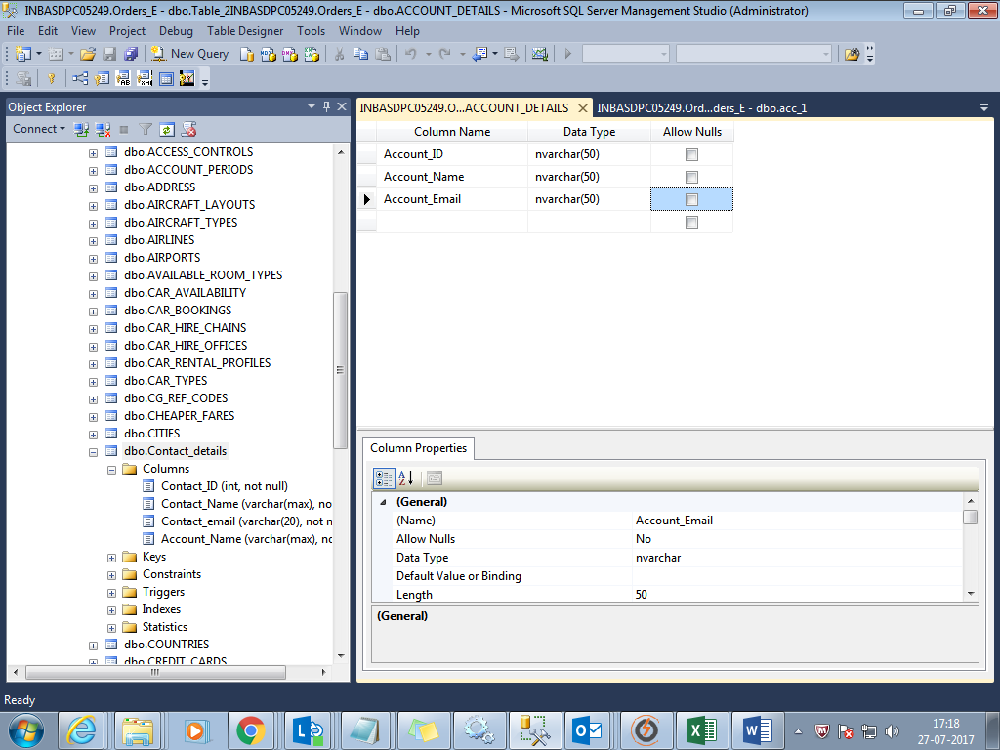 INBASDPC05249.Orders_E - dbo.Table_2INBASDPC05249.Orders_E - dbo.ACCOUNT_DETAILS - Microsoft SQL Server Management Studio (Administrator)
File Edit View Project Debug Table Designer Tools Window Help
New Query
Object Explorer
Connect
dbo.ACCESS_CONTROLS
dbo.ACCOUNT_PERIODS
dbo.ADDRESS
dbo.AIRCRAFT_LAYOUTS
dbo.AIRCRAFT_TYPES
dbo.AIRLINES
dbo.AIRPORTS
dbo.AVAILABLE_ROOM_TYPES
dbo.CAR_AVAILABILITY
dbo.CAR_BOOKINGS
dbo.CAR_HIRE_CHAINS
dbo.CAR_HIRE_OFFICES
dbo.CAR_RENTAL_PROFILES
dbo.CAR_TYPES
dbo.CG_REF_CODES
dbo.CHEAPER_FARES
dbo.CITIES
dbo.Contact_details
Columns
Contact_ID (int, not null)
Contact_Name (varchar(max), no
Contact_email (varchar(20), not n
Account_Name (varchar(max), no
Keys
Constraints
Triggers
Indexes
Statistics
dbo.COUNTRIES
dbo.CREDIT_CARDS
INBASDPC05249.O...ACCOUNT_DETAILS INBASDPC05249.Ord...ders_E - dbo.acc_1
Column Name Data Type Allow Nulls
Account_ID nvarchar(50)
Account_Name nvarchar(50)
Account_Email nvarchar(50)
Column Properties
(General)
(Name) Account_Email
Allow Nulls No
Data Type nvarchar
Default Value or Binding
Length 50
(General)
Ready
17:18
27-07-2017